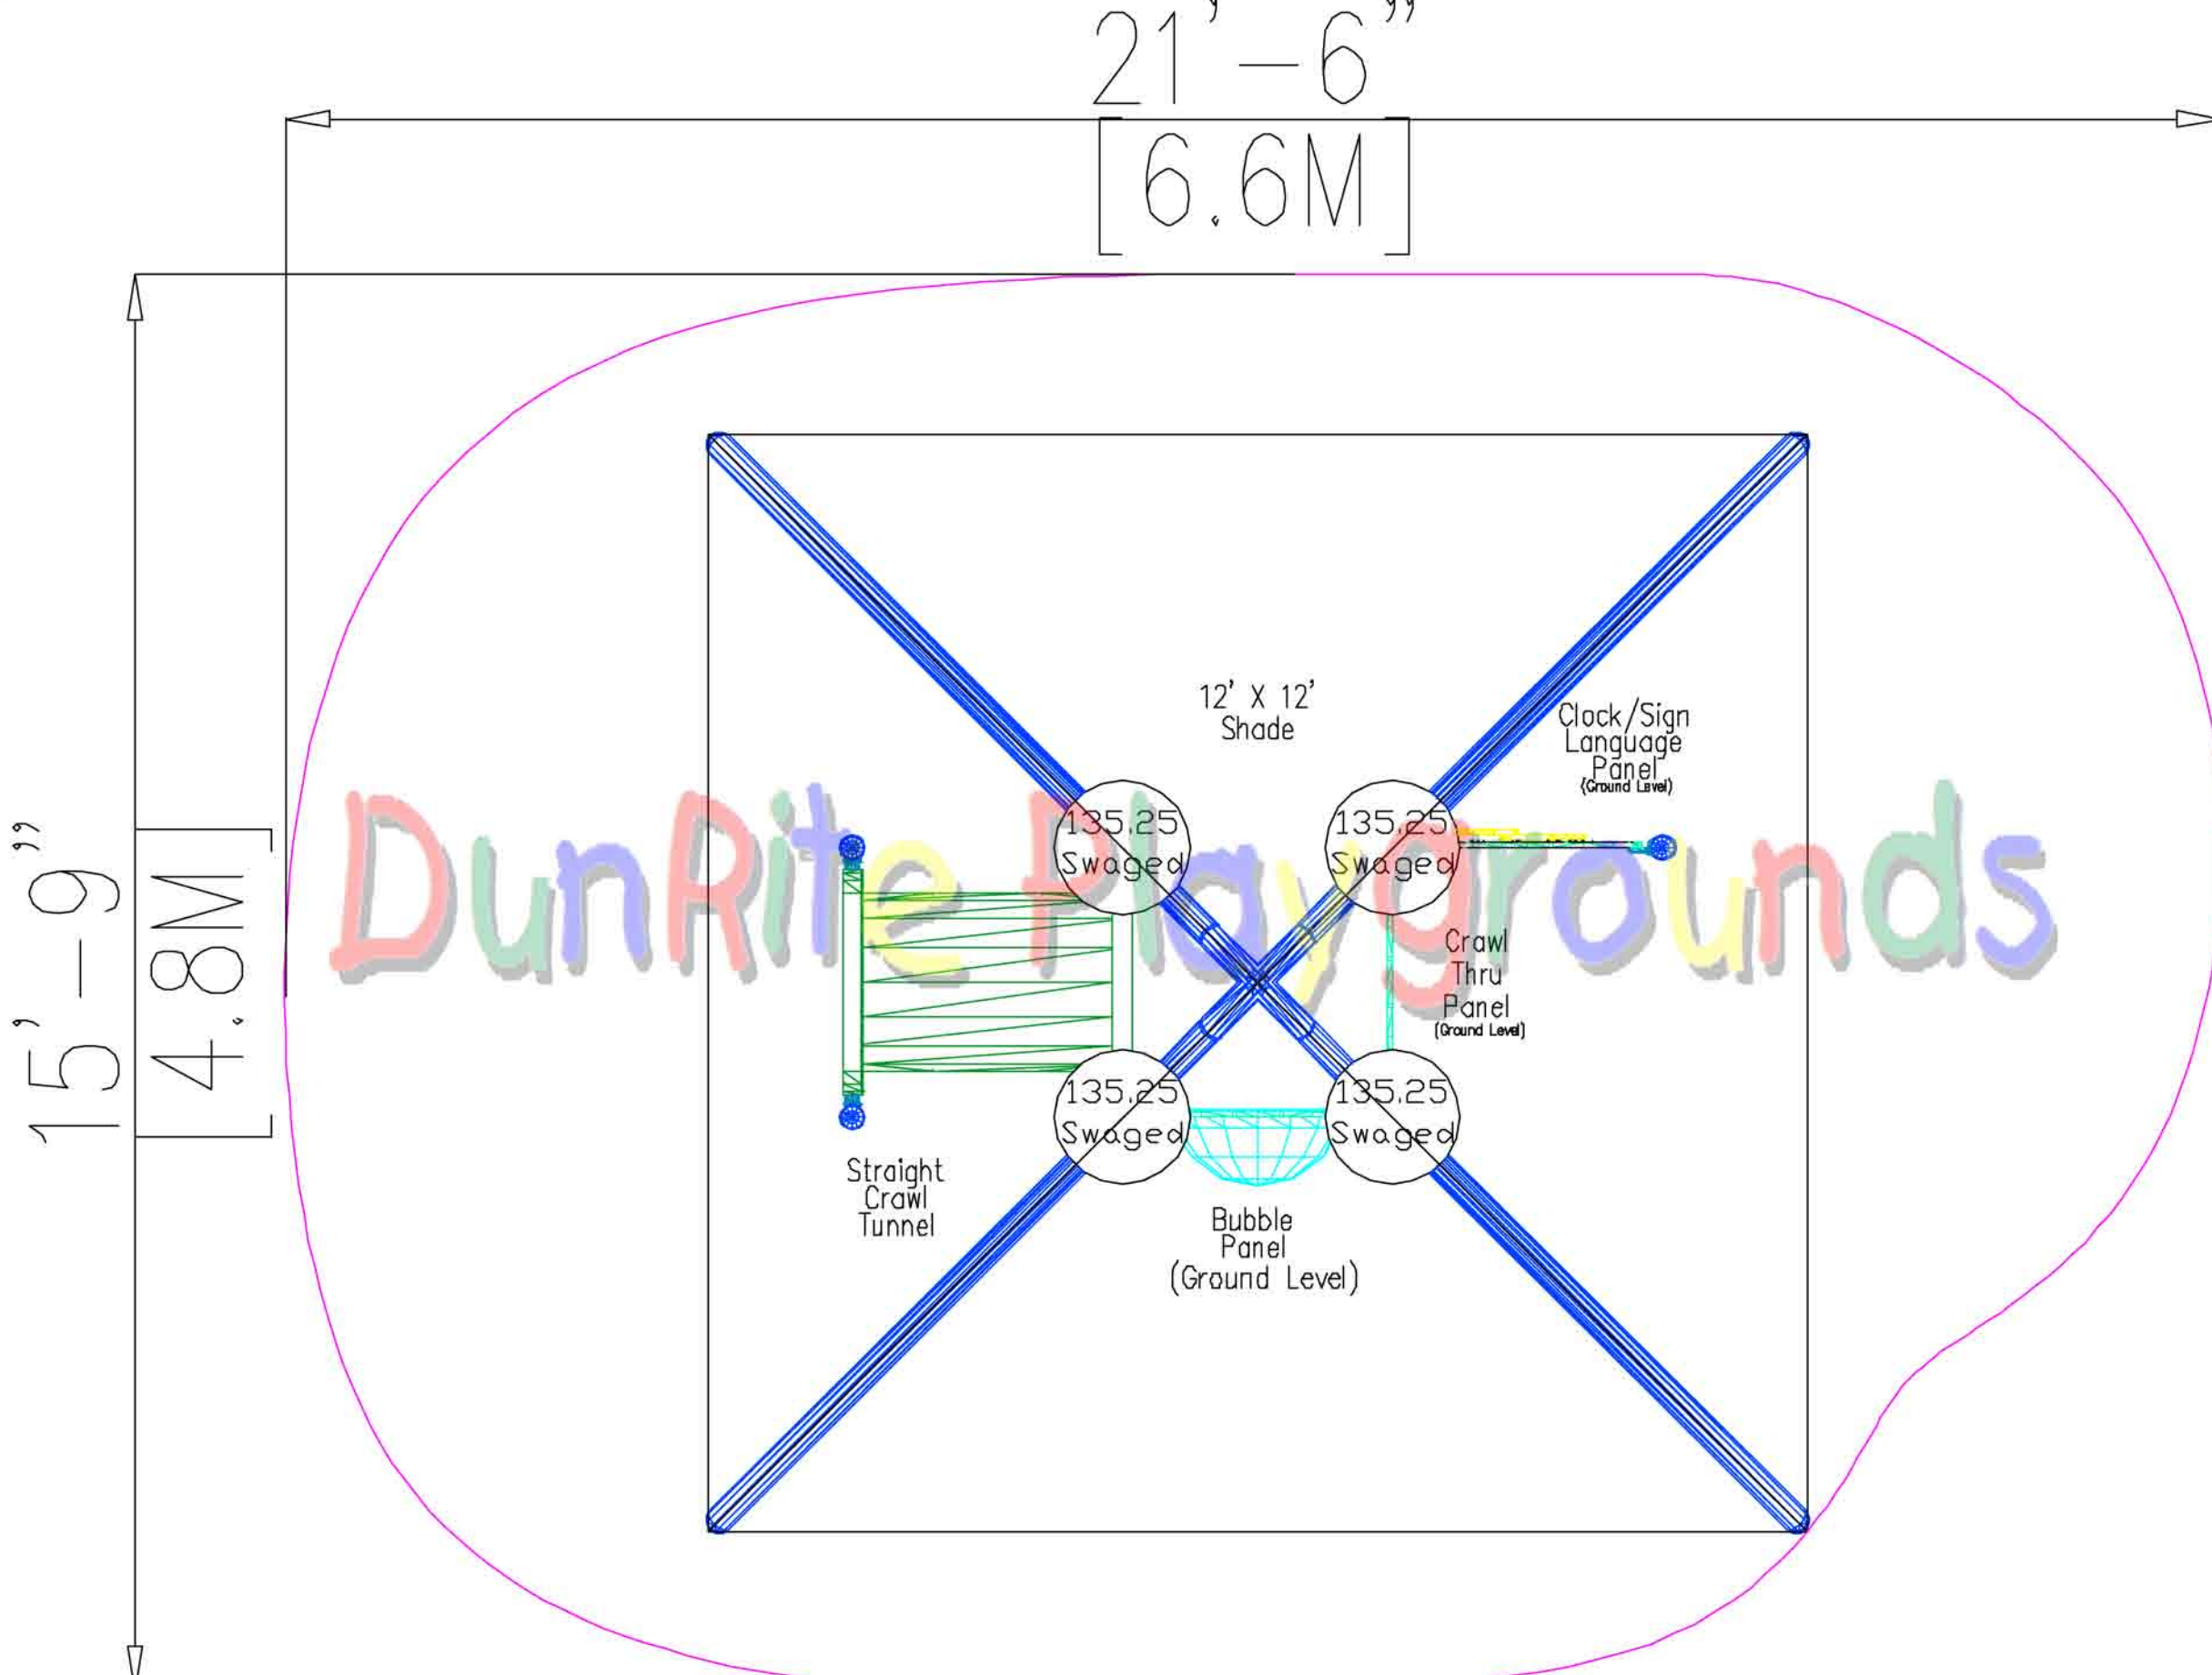 21'-6"
[6.6M]
15'-9"
[4.8M]
12' X 12'
Shade
Clock/Sign
Language
Panel
(Ground Level)
135.25
Swaged
135.25
Swaged
DunRite Playgrounds
Crawl
Thru
Panel
(Ground Level)
135.25
Swaged
135.25
Swaged
Straight
Crawl
Tunnel
Bubble
Panel
(Ground Level)